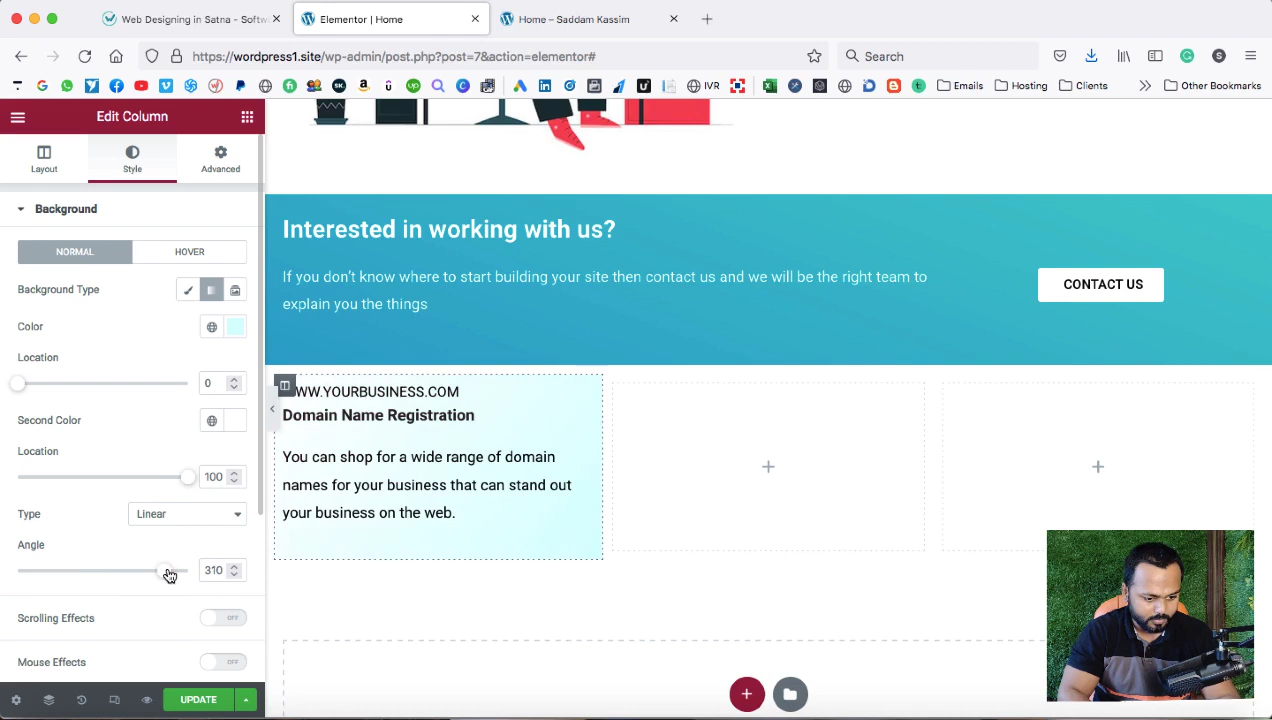 Web Designing in Satna - Softw
Elementor | Home
Home – Saddam Kassim
https://wordpress1.site/wp-admin/post.php?post=7&action=elementor#
Search
IVR
Emails
Hosting
Clients
Other Bookmarks
Edit Column
Layout
Style
Advanced
Background
NORMAL
HOVER
Background Type
Color
Location
0
Second Color
Location
100
Type
Linear
Angle
310
Scrolling Effects
OFF
Mouse Effects
OFF
UPDATE
Interested in working with us?
If you don't know where to start building your site then contact us and we will be the right team to
explain you the things
CONTACT US
WW.YOURBUSINESS.COM
Domain Name Registration
You can shop for a wide range of domain
names for your business that can stand out
your business on the web.